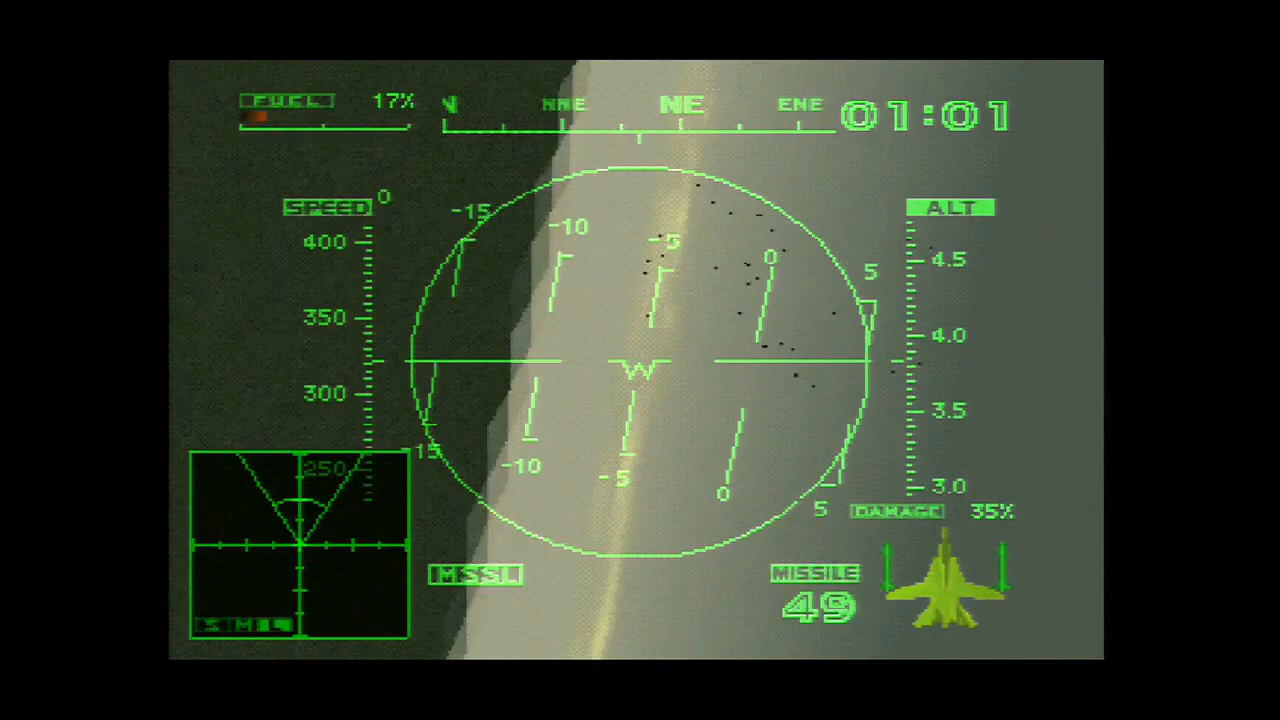 FUEL 17% N NNE NE ENE 01:01
SPEED 0 ALT
-15 -10 -5 0 5
400 4.5
350 4.0
300 3.5
250 3.0
-15 -10 -5 0 5
DAMAGE 35%
MSSL MISSILE
49